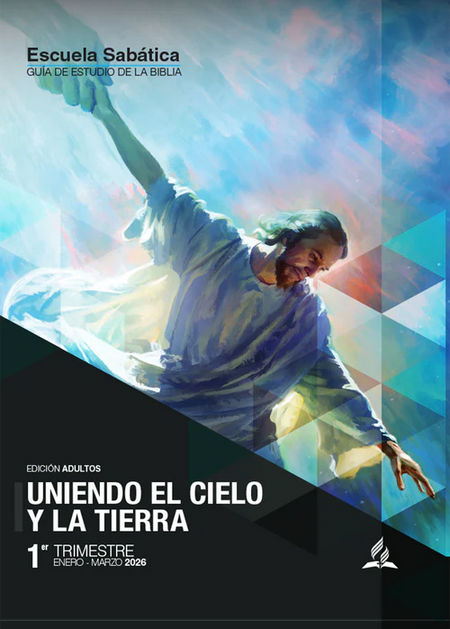 Escuela Sabática
GUÍA DE ESTUDIO DE LA BIBLIA
EDICIÓN ADULTOS
UNIENDO EL CIELO
Y LA TIERRA
1er TRIMESTRE
ENERO - MARZO 2026